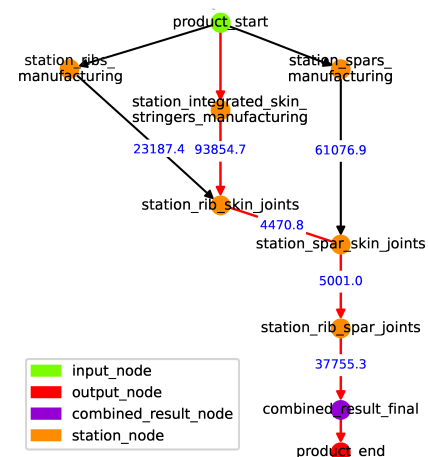 product_start
station_ribs_
manufacturing
station_spars_
manufacturing
station_integrated_skin_
stringers_manufacturing
23187.4
93854.7
61076.9
station_rib_skin_joints
4470.8
station_spar_skin_joints
5001.0
station_rib_spar_joints
37755.3
combined_result_final
product_end
input_node
output_node
combined_result_node
station_node